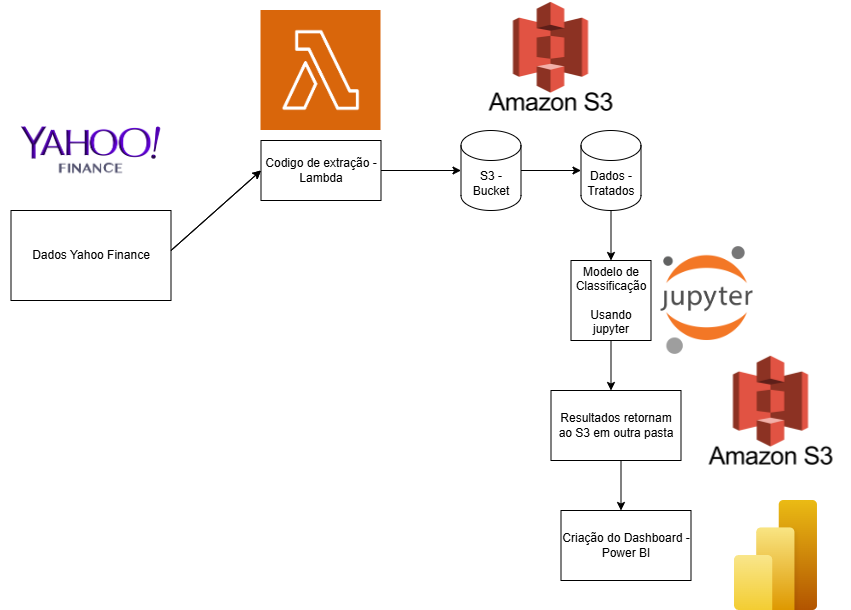 Amazon S3
YAHOO!
FINANCE
Codigo de extração -
Lambda
S3 -
Bucket
Dados -
Tratados
Dados Yahoo Finance
Modelo de
Classificação
Usando
jupyter
jupyter
Resultados retornam
ao S3 em outra pasta
Amazon S3
Criação do Dashboard -
Power BI